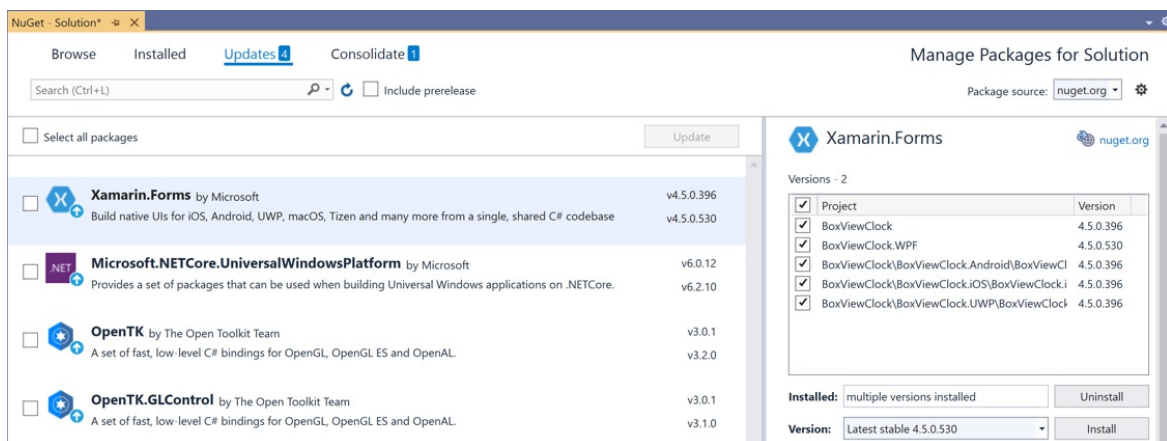 NuGet - Solution*
Browse Installed Updates 4 Consolidate 1
Manage Packages for Solution
Search (Ctrl+L)
Include prerelease
Package source: nuget.org
Select all packages
Update
Xamarin.Forms by Microsoft v4.5.0.396
Build native UIs for iOS, Android, UWP, macOS, Tizen and many more from a single, shared C# codebase v4.5.0.530
.NET
Microsoft.NETCore.UniversalWindowsPlatform by Microsoft v6.0.12
Provides a set of packages that can be used when building Universal Windows applications on .NETCore. v6.2.10
OpenTK by The Open Toolkit Team v3.0.1
A set of fast, low-level C# bindings for OpenGL, OpenGL ES and OpenAL. v3.2.0
OpenTK.GLControl by The Open Toolkit Team v3.0.1
A set of fast, low-level C# bindings for OpenGL, OpenGL ES and OpenAL. v3.1.0
Xamarin.Forms
nuget.org
Versions - 2
Project Version
BoxViewClock 4.5.0.396
BoxViewClock.WPF 4.5.0.530
BoxViewClock\BoxViewClock.Android\BoxViewCl 4.5.0.396
BoxViewClock\BoxViewClock.iOS\BoxViewClock.i 4.5.0.396
BoxViewClock\BoxViewClock.UWP\BoxViewClock 4.5.0.396
Installed: multiple versions installed Uninstall
Version: Latest stable 4.5.0.530 Install